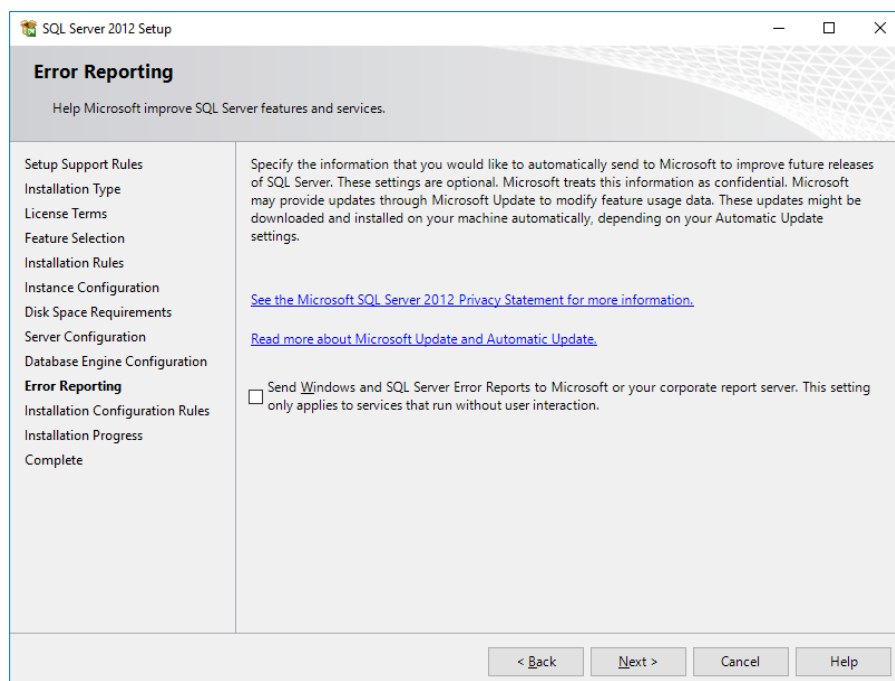 SQL Server 2012 Setup
Error Reporting
Help Microsoft improve SQL Server features and services.
Setup Support Rules
Installation Type
License Terms
Feature Selection
Installation Rules
Instance Configuration
Disk Space Requirements
Server Configuration
Database Engine Configuration
Error Reporting
Installation Configuration Rules
Installation Progress
Complete
Specify the information that you would like to automatically send to Microsoft to improve future releases
of SQL Server. These settings are optional. Microsoft treats this information as confidential. Microsoft
may provide updates through Microsoft Update to modify feature usage data. These updates might be
downloaded and installed on your machine automatically, depending on your Automatic Update
settings.
See the Microsoft SQL Server 2012 Privacy Statement for more information.
Read more about Microsoft Update and Automatic Update.
Send Windows and SQL Server Error Reports to Microsoft or your corporate report server. This setting
only applies to services that run without user interaction.
< Back
Next >
Cancel
Help